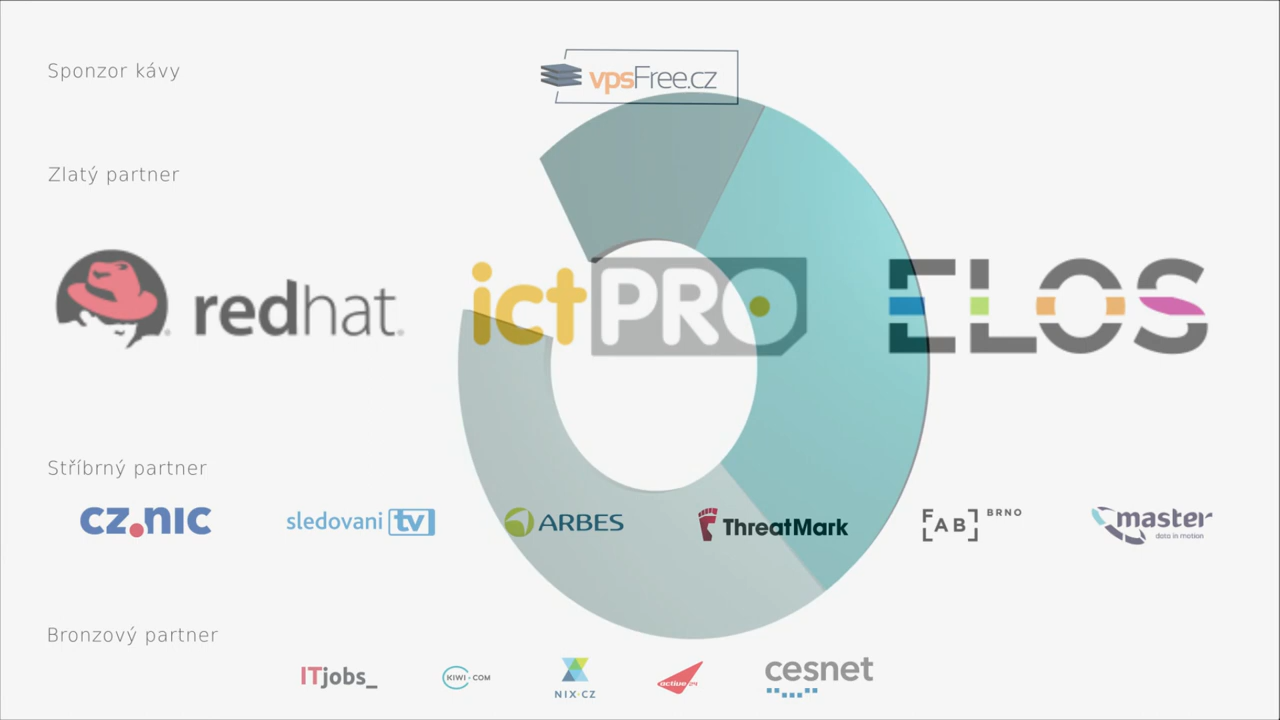 Sponzor kávy
vpsFree.cz
Zlatý partner
redhat.
ictPRO
ELOS
Stříbrný partner
CZ.NIC
sledovani tv
ARBES
ThreatMark
FAB BRNO
master
data in motion
Bronzový partner
ITjobs_
KIWI.COM
NIX.CZ
active24
cesnet